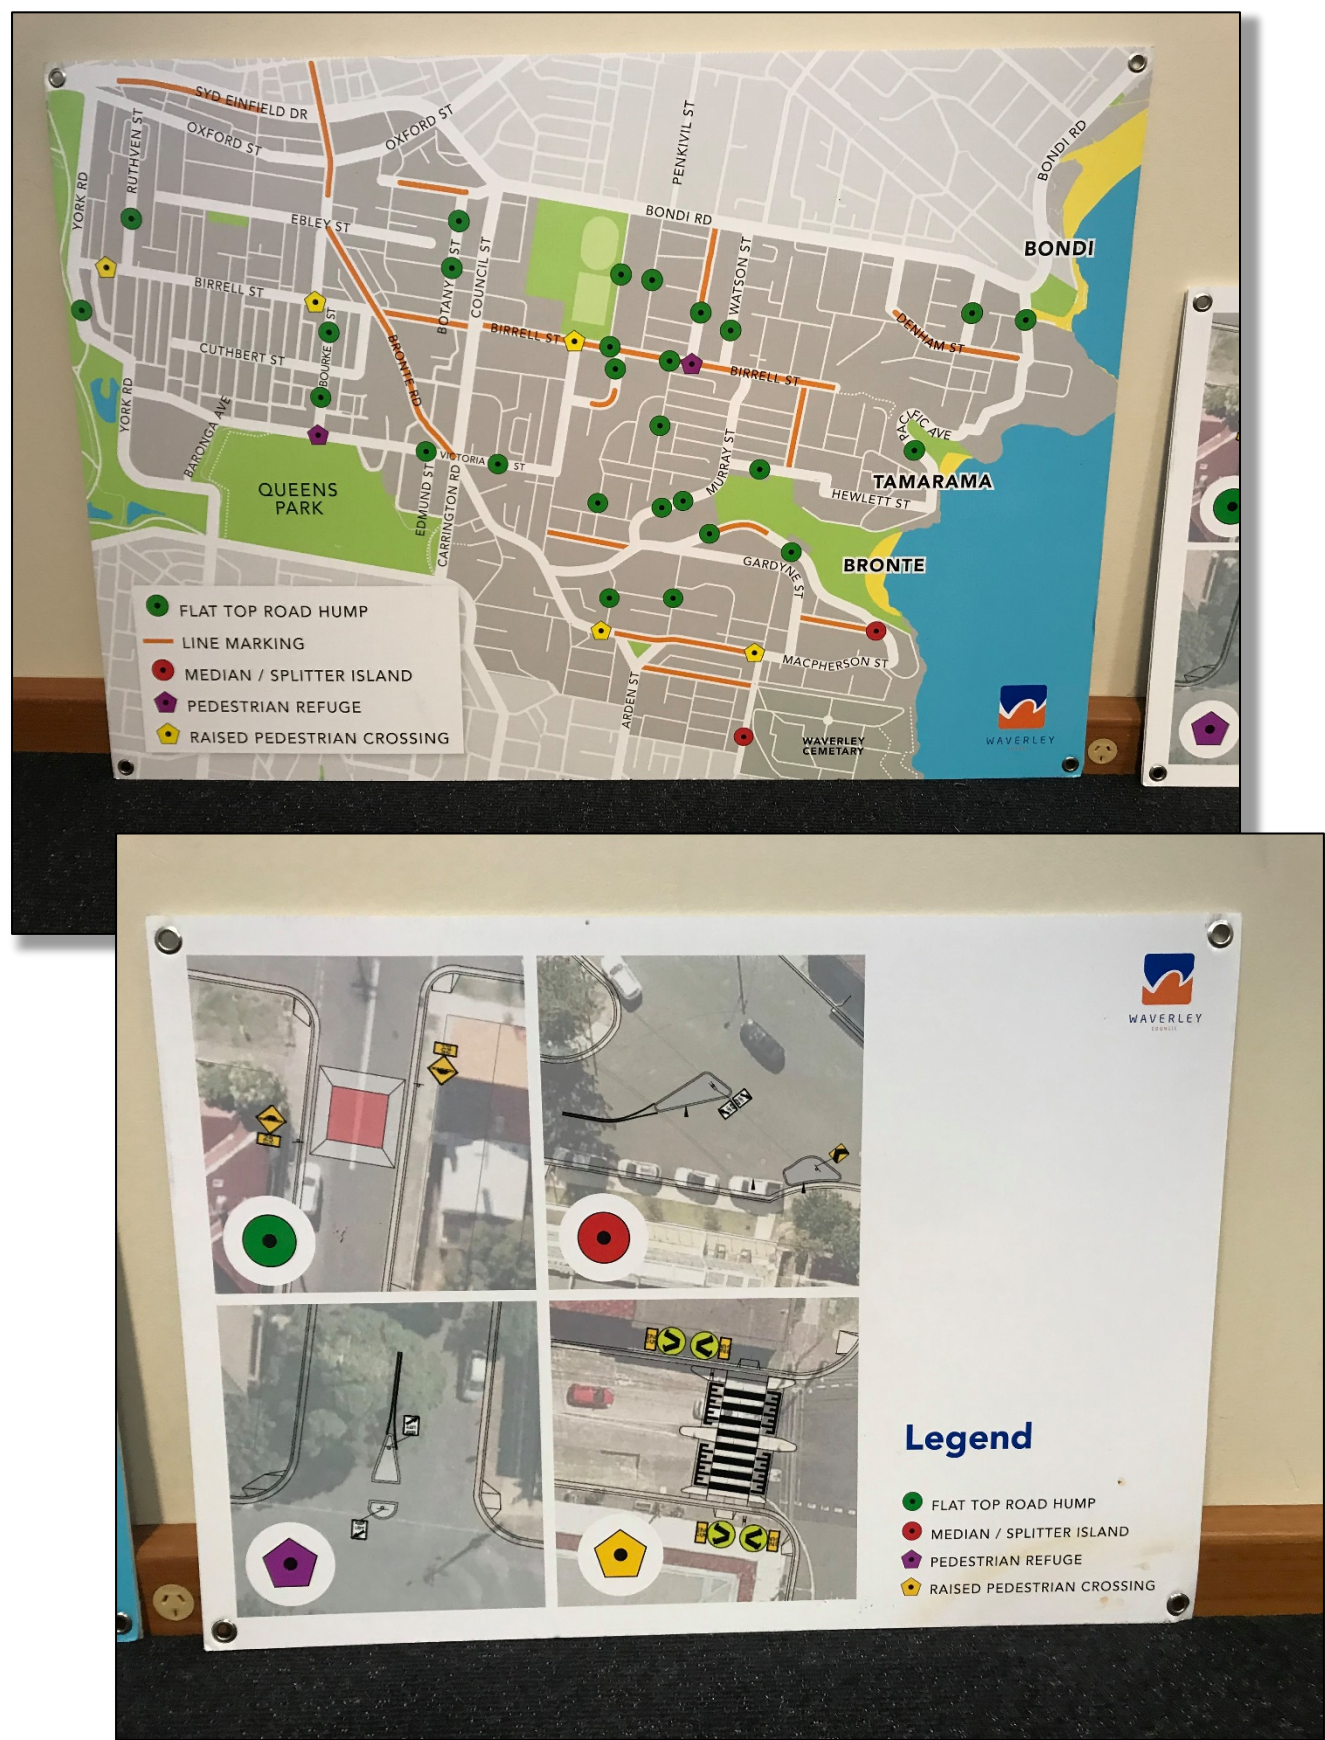 SYD EINFIELD DR
OXFORD ST
OXFORD ST
RUTHVEN ST
YORK RD
PENKIVIL ST
BONDI RD
BONDI RD
EBLEY ST
BONDI
BOTANY ST
COUNCIL ST
WATSON ST
BIRRELL ST
BIRRELL ST
BIRRELL ST
DENHAM ST
CUTHBERT ST
BOURKE ST
BRONTE RD
YORK RD
BARONGA AVE
PACIFIC AVE
MURRAY ST
VICTORIA ST
TAMARAMA
HEWLETT ST
QUEENS
PARK
EDMUND ST
CARRINGTON RD
BRONTE
GARDYNE ST
MACPHERSON ST
ARDEN ST
WAVERLEY
CEMETARY
WAVERLEY
FLAT TOP ROAD HUMP
LINE MARKING
MEDIAN / SPLITTER ISLAND
PEDESTRIAN REFUGE
RAISED PEDESTRIAN CROSSING
WAVERLEY
COUNCIL
Legend
FLAT TOP ROAD HUMP
MEDIAN / SPLITTER ISLAND
PEDESTRIAN REFUGE
RAISED PEDESTRIAN CROSSING